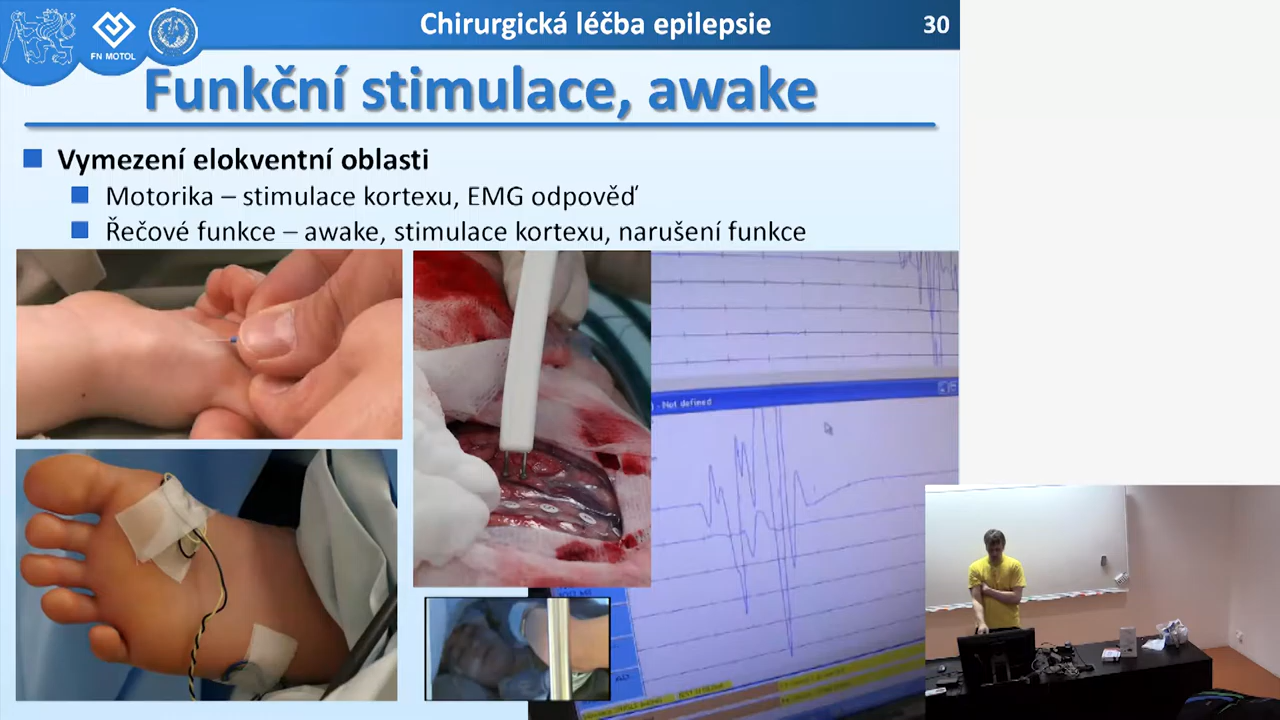 Chirurgická léčba epilepsie
30
FN MOTOL
Funkční stimulace, awake
Vymezení elokventní oblasti
Motorika – stimulace kortexu, EMG odpověď
Řečové funkce – awake, stimulace kortexu, narušení funkce
- Not defined